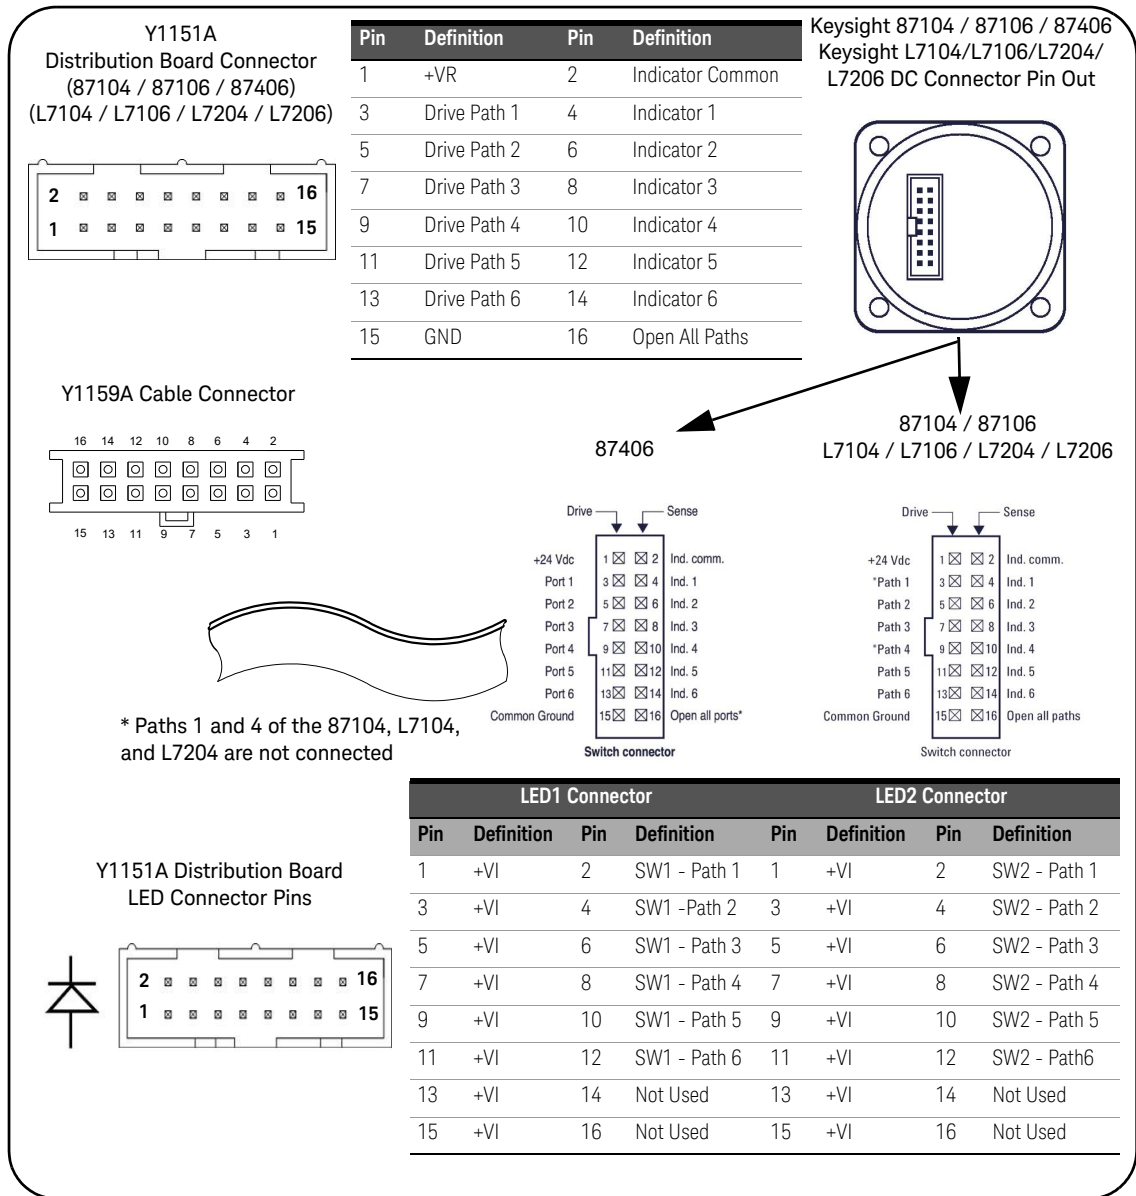 Y1151A
Distribution Board Connector
(87104 / 87106 / 87406)
(L7104 / L7106 / L7204 / L7206)
2 16
1 15
Pin Definition Pin Definition
1 +VR 2 Indicator Common
3 Drive Path 1 4 Indicator 1
5 Drive Path 2 6 Indicator 2
7 Drive Path 3 8 Indicator 3
9 Drive Path 4 10 Indicator 4
11 Drive Path 5 12 Indicator 5
13 Drive Path 6 14 Indicator 6
15 GND 16 Open All Paths
Keysight 87104 / 87106 / 87406
Keysight L7104/L7106/L7204/
L7206 DC Connector Pin Out
Y1159A Cable Connector
16 14 12 10 8 6 4 2
15 13 11 9 7 5 3 1
87406
Drive Sense
+24 Vdc 1 2 Ind. comm.
Port 1 3 4 Ind. 1
Port 2 5 6 Ind. 2
Port 3 7 8 Ind. 3
Port 4 9 10 Ind. 4
Port 5 11 12 Ind. 5
Port 6 13 14 Ind. 6
Common Ground 15 16 Open all ports*
Switch connector
87104 / 87106
L7104 / L7106 / L7204 / L7206
Drive Sense
+24 Vdc 1 2 Ind. comm.
*Path 1 3 4 Ind. 1
Path 2 5 6 Ind. 2
Path 3 7 8 Ind. 3
*Path 4 9 10 Ind. 4
Path 5 11 12 Ind. 5
Path 6 13 14 Ind. 6
Common Ground 15 16 Open all paths
Switch connector
* Paths 1 and 4 of the 87104, L7104,
and L7204 are not connected
Y1151A Distribution Board
LED Connector Pins
2 16
1 15
LED1 Connector LED2 Connector
Pin Definition Pin Definition Pin Definition Pin Definition
1 +VI 2 SW1 - Path 1 1 +VI 2 SW2 - Path 1
3 +VI 4 SW1 -Path 2 3 +VI 4 SW2 - Path 2
5 +VI 6 SW1 - Path 3 5 +VI 6 SW2 - Path 3
7 +VI 8 SW1 - Path 4 7 +VI 8 SW2 - Path 4
9 +VI 10 SW1 - Path 5 9 +VI 10 SW2 - Path 5
11 +VI 12 SW1 - Path 6 11 +VI 12 SW2 - Path6
13 +VI 14 Not Used 13 +VI 14 Not Used
15 +VI 16 Not Used 15 +VI 16 Not Used